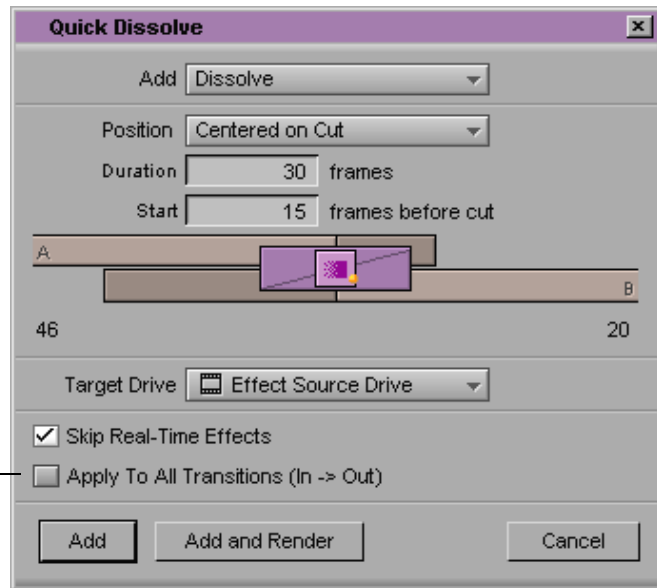 Quick Dissolve
Add Dissolve
Position Centered on Cut
Duration 30 frames
Start 15 frames before cut
A
B
46 20
Target Drive Effect Source Drive
Skip Real-Time Effects
Apply To All Transitions (In -> Out)
Add Add and Render Cancel